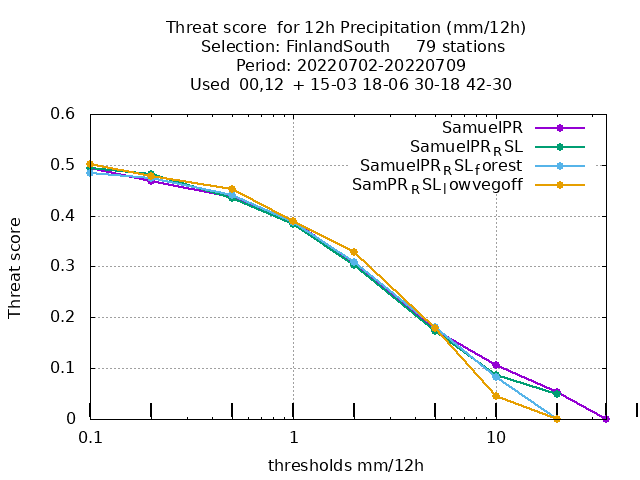 Threat score  for 12h Precipitation (mm/12h)
Selection: FinlandSouth     79 stations
Period: 20220702-20220709
Used  00,12  + 15-03 18-06 30-18 42-30
SamuelPR
SamuelPR_RSL
SamuelPR_RSL_forest
SamPR_RSL_lowvegoff
Threat score
0.6
0.5
0.4
0.3
0.2
0.1
0
0.1 1 10
thresholds mm/12h